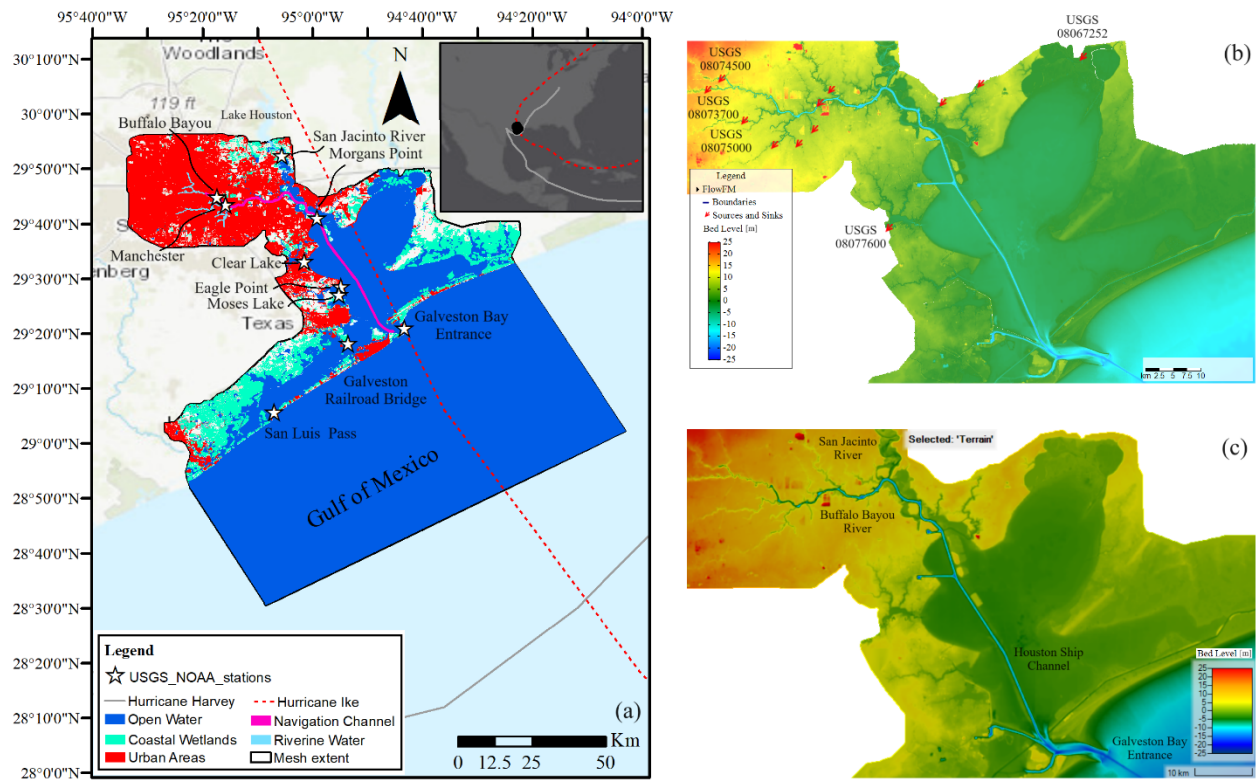 95°40'0"W
95°20'0"W
95°0'0"W
94°40'0"W
94°20'0"W
94°0'0"W
30°10'0"N
30°0'0"N
29°50'0"N
29°40'0"N
29°30'0"N
29°20'0"N
29°10'0"N
29°0'0"N
28°50'0"N
28°40'0"N
28°30'0"N
28°20'0"N
28°10'0"N
28°0'0"N
Woodlands
N
119 ft
Lake Houston
Buffalo Bayou
San Jacinto River
Morgans Point
Manchester
enberg
Clear Lake
Eagle Point
Moses Lake
Texas
Galveston Bay
Entrance
Galveston
Railroad Bridge
San Luis Pass
Gulf of Mexico
Legend
USGS_NOAA_stations
Hurricane Harvey
Hurricane Ike
Open Water
Navigation Channel
Coastal Wetlands
Riverine Water
Urban Areas
Mesh extent
(a)
Km
0 12.5 25 50
USGS
08067252
(b)
USGS
08074500
USGS
08073700
USGS
08075000
USGS
08077600
Legend
FlowFM
Boundaries
Sources and Sinks
Bed Level [m]
25
20
15
10
5
0
-5
-10
-15
-20
-25
km 2.5 5 7.5 10
San Jacinto
River
Selected: 'Terrain'
(c)
Buffalo Bayou
River
Houston Ship
Channel
Bed Level [m]
25
20
15
10
5
0
-5
-10
-15
-20
-25
Galveston Bay
Entrance
10 km